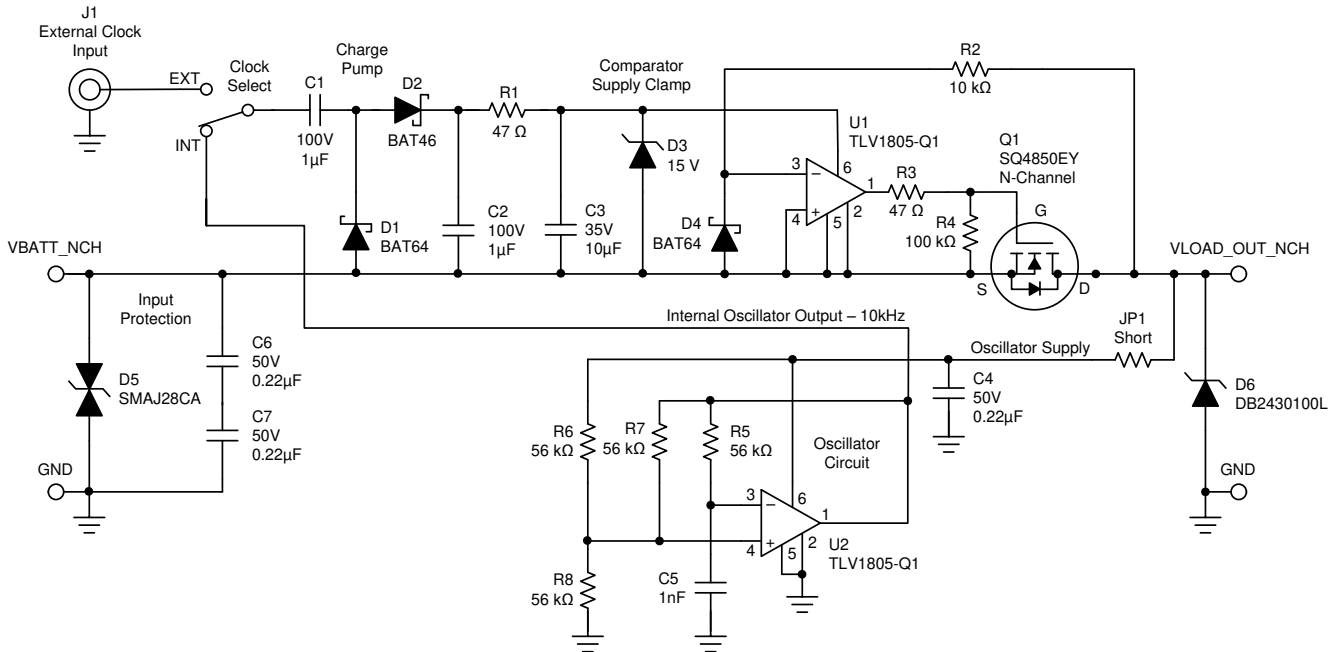 J1
External Clock
Input
EXT
Clock
Select
INT
C1
100V
1µF
Charge
Pump
D2
BAT46
R1
47 Ω
Comparator
Supply Clamp
D3
15 V
R2
10 kΩ
U1
TLV1805-Q1
3
–
+
4
6
1
5
2
R3
47 Ω
Q1
SQ4850EY
N-Channel
G
R4
100 kΩ
S
D
D1
BAT64
C2
100V
1µF
C3
35V
10µF
D4
BAT64
VBATT_NCH
VLOAD_OUT_NCH
Input
Protection
C6
50V
0.22µF
C7
50V
0.22µF
D5
SMAJ28CA
GND
Internal Oscillator Output – 10kHz
Oscillator Supply
JP1
Short
C4
50V
0.22µF
D6
DB2430100L
GND
R6
56 kΩ
R7
56 kΩ
R5
56 kΩ
Oscillator
Circuit
3
–
+
4
6
1
5
2
U2
TLV1805-Q1
R8
56 kΩ
C5
1nF